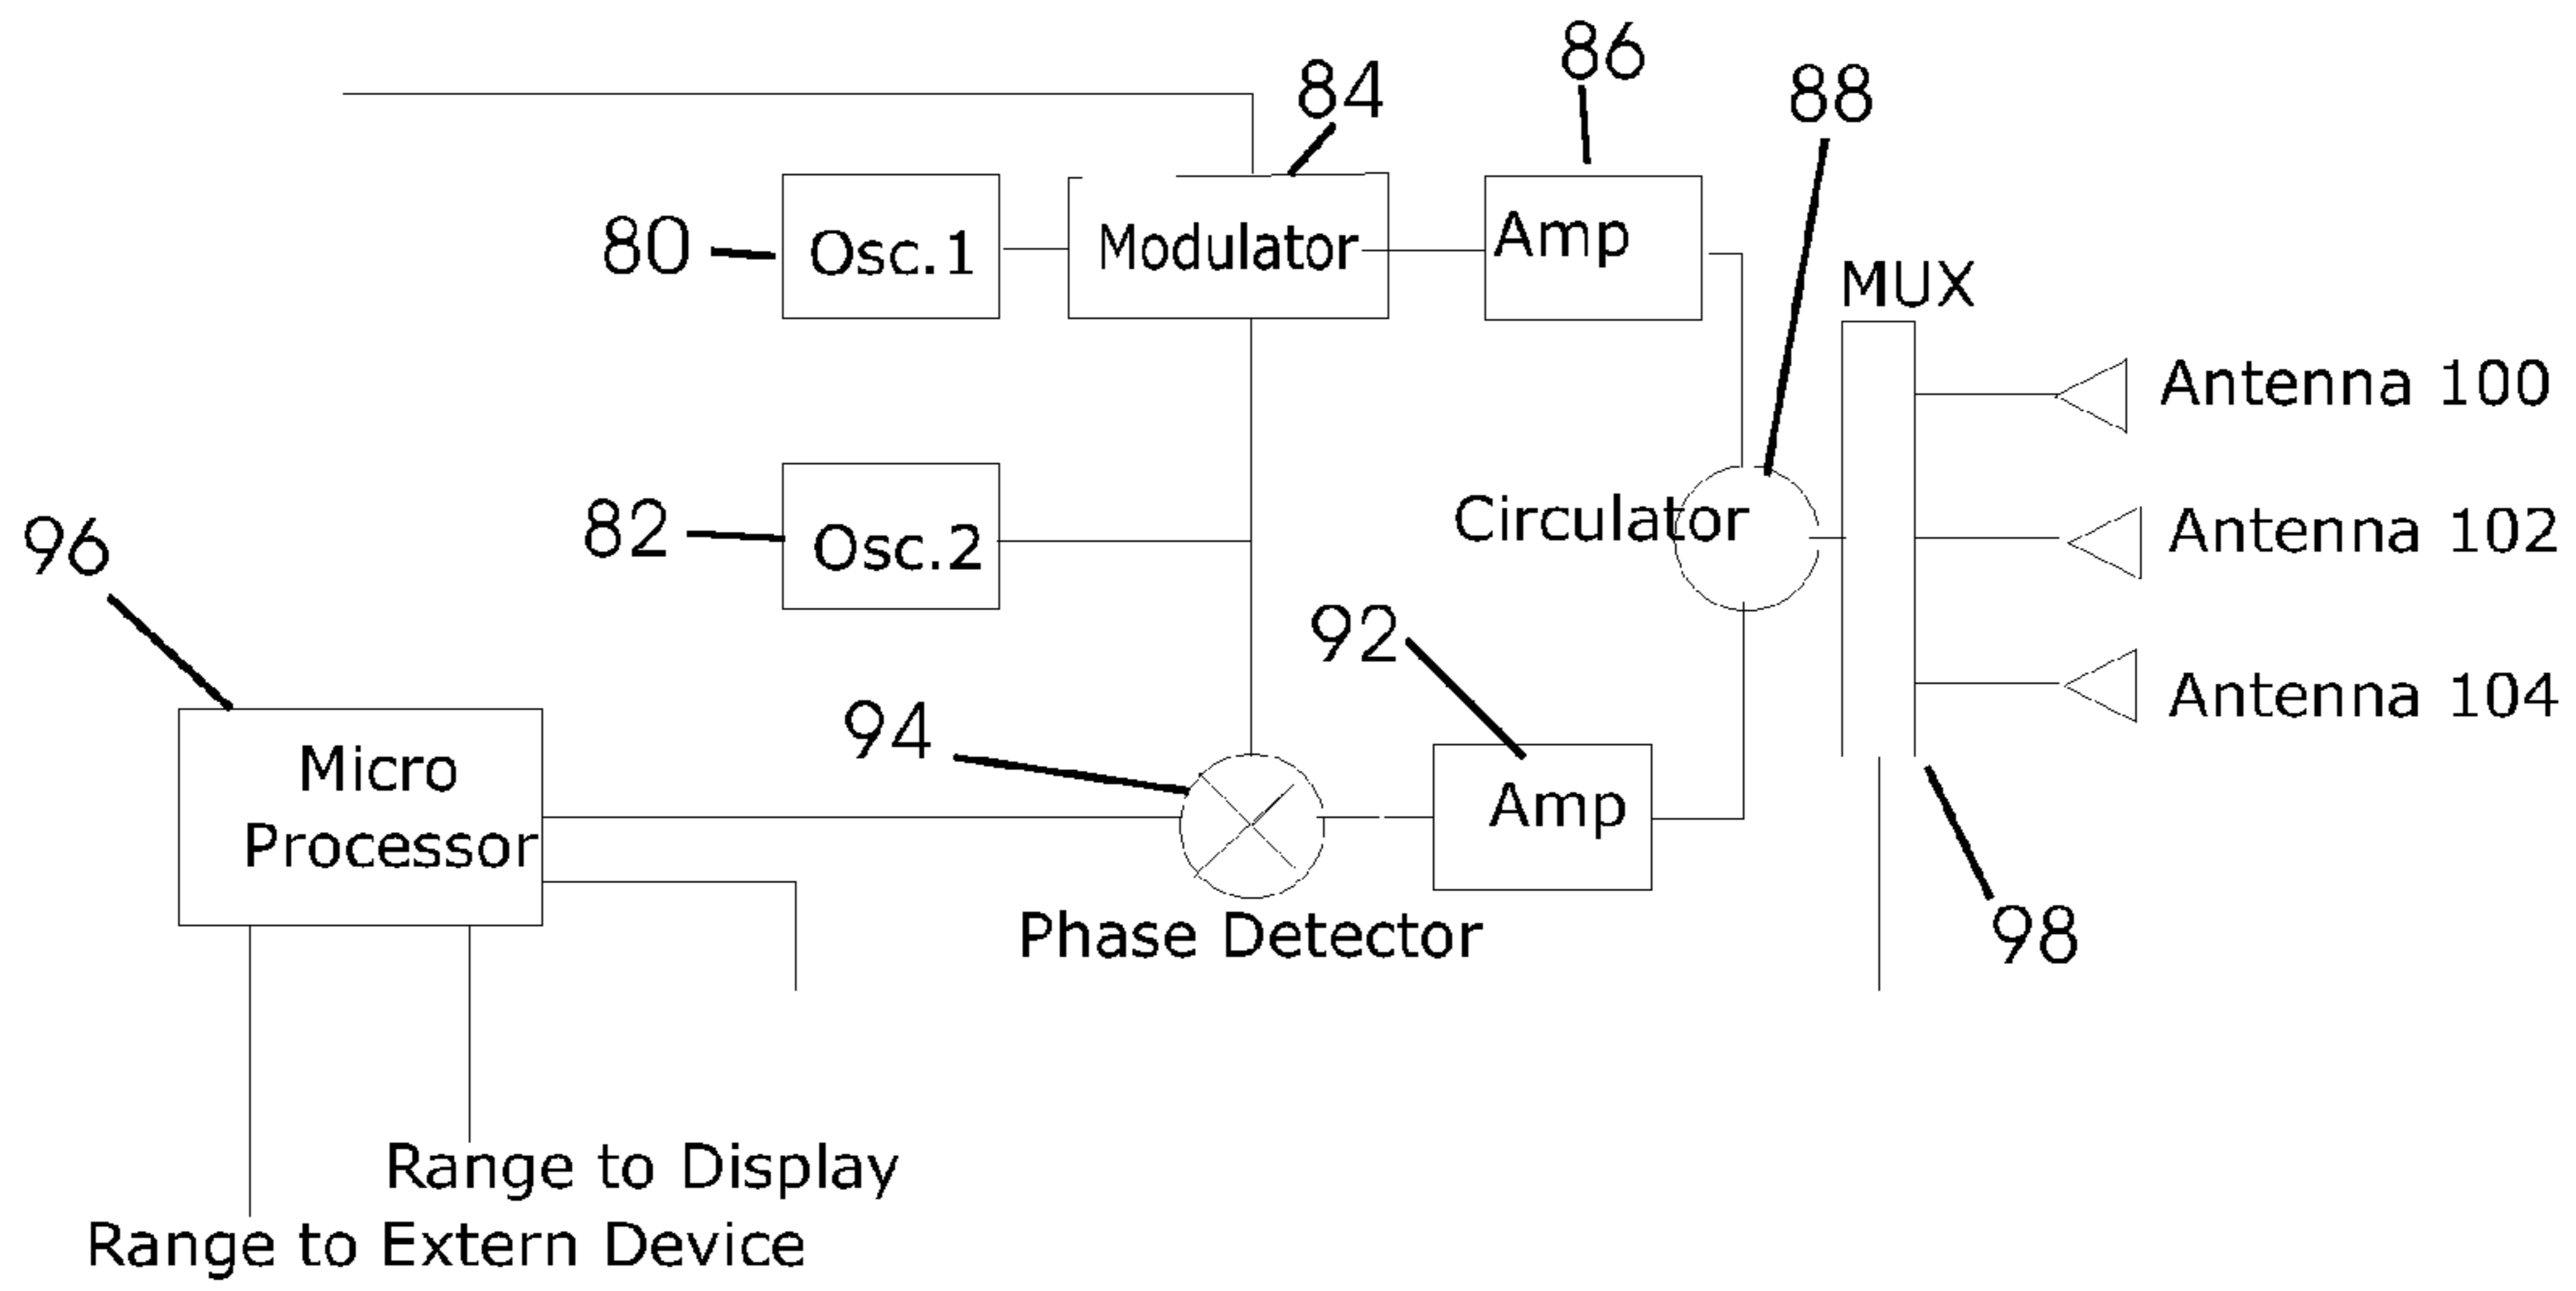 86
84
88
80
Osc.1
Modulator
Amp
MUX
Antenna 100
82
Osc.2
Circulator
Antenna 102
96
92
94
Antenna 104
Micro
Processor
Amp
Phase Detector
98
Range to Display
Range to Extern Device